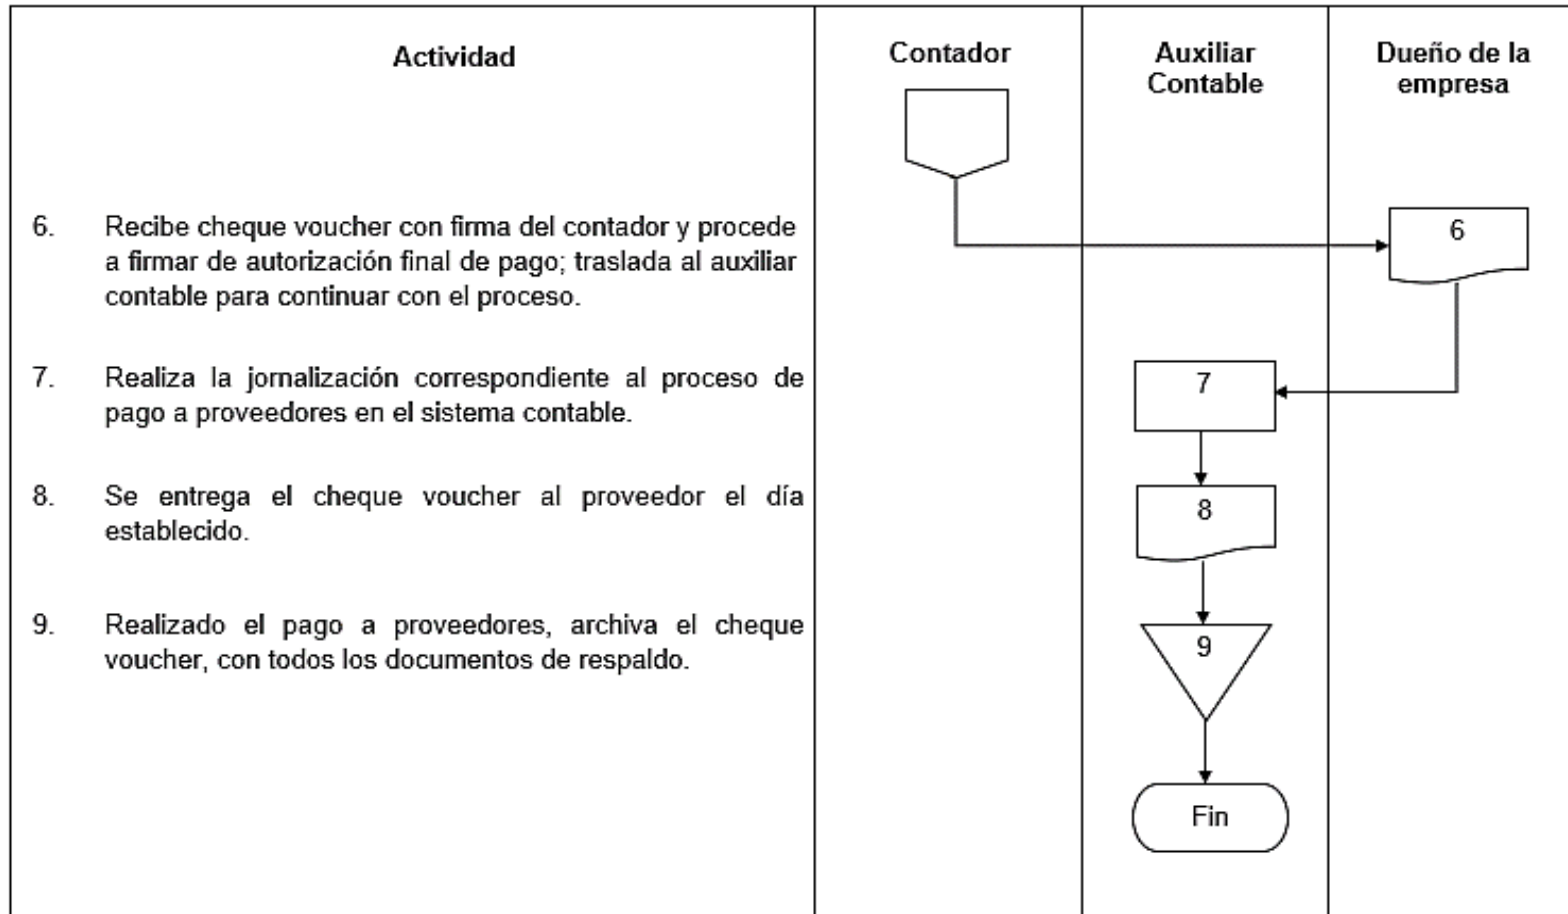 Actividad
Contador
Auxiliar
Contable
Dueño de la
empresa
6. Recibe cheque voucher con firma del contador y procede
a firmar de autorización final de pago; traslada al auxiliar
contable para continuar con el proceso.
6
7. Realiza la jornalización correspondiente al proceso de
pago a proveedores en el sistema contable.
7
8. Se entrega el cheque voucher al proveedor el día
establecido.
8
9. Realizado el pago a proveedores, archiva el cheque
voucher, con todos los documentos de respaldo.
9
Fin